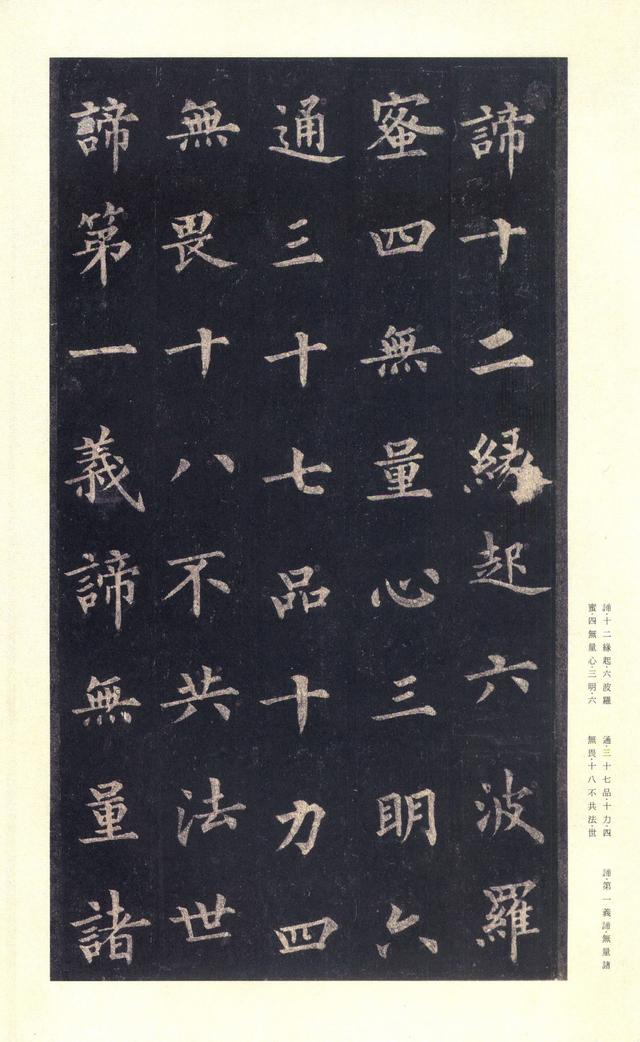 諦十二緣起六波羅
蜜四無量心三明六
通三十七品十力四
無畏十八不共法世
諦第一義諦無量諸
諦·十二緣起·六波羅
蜜·四無量心·三明·六
通·三十七品·十力·四
無畏·十八不共法·世
諦·第一義諦·無量諸